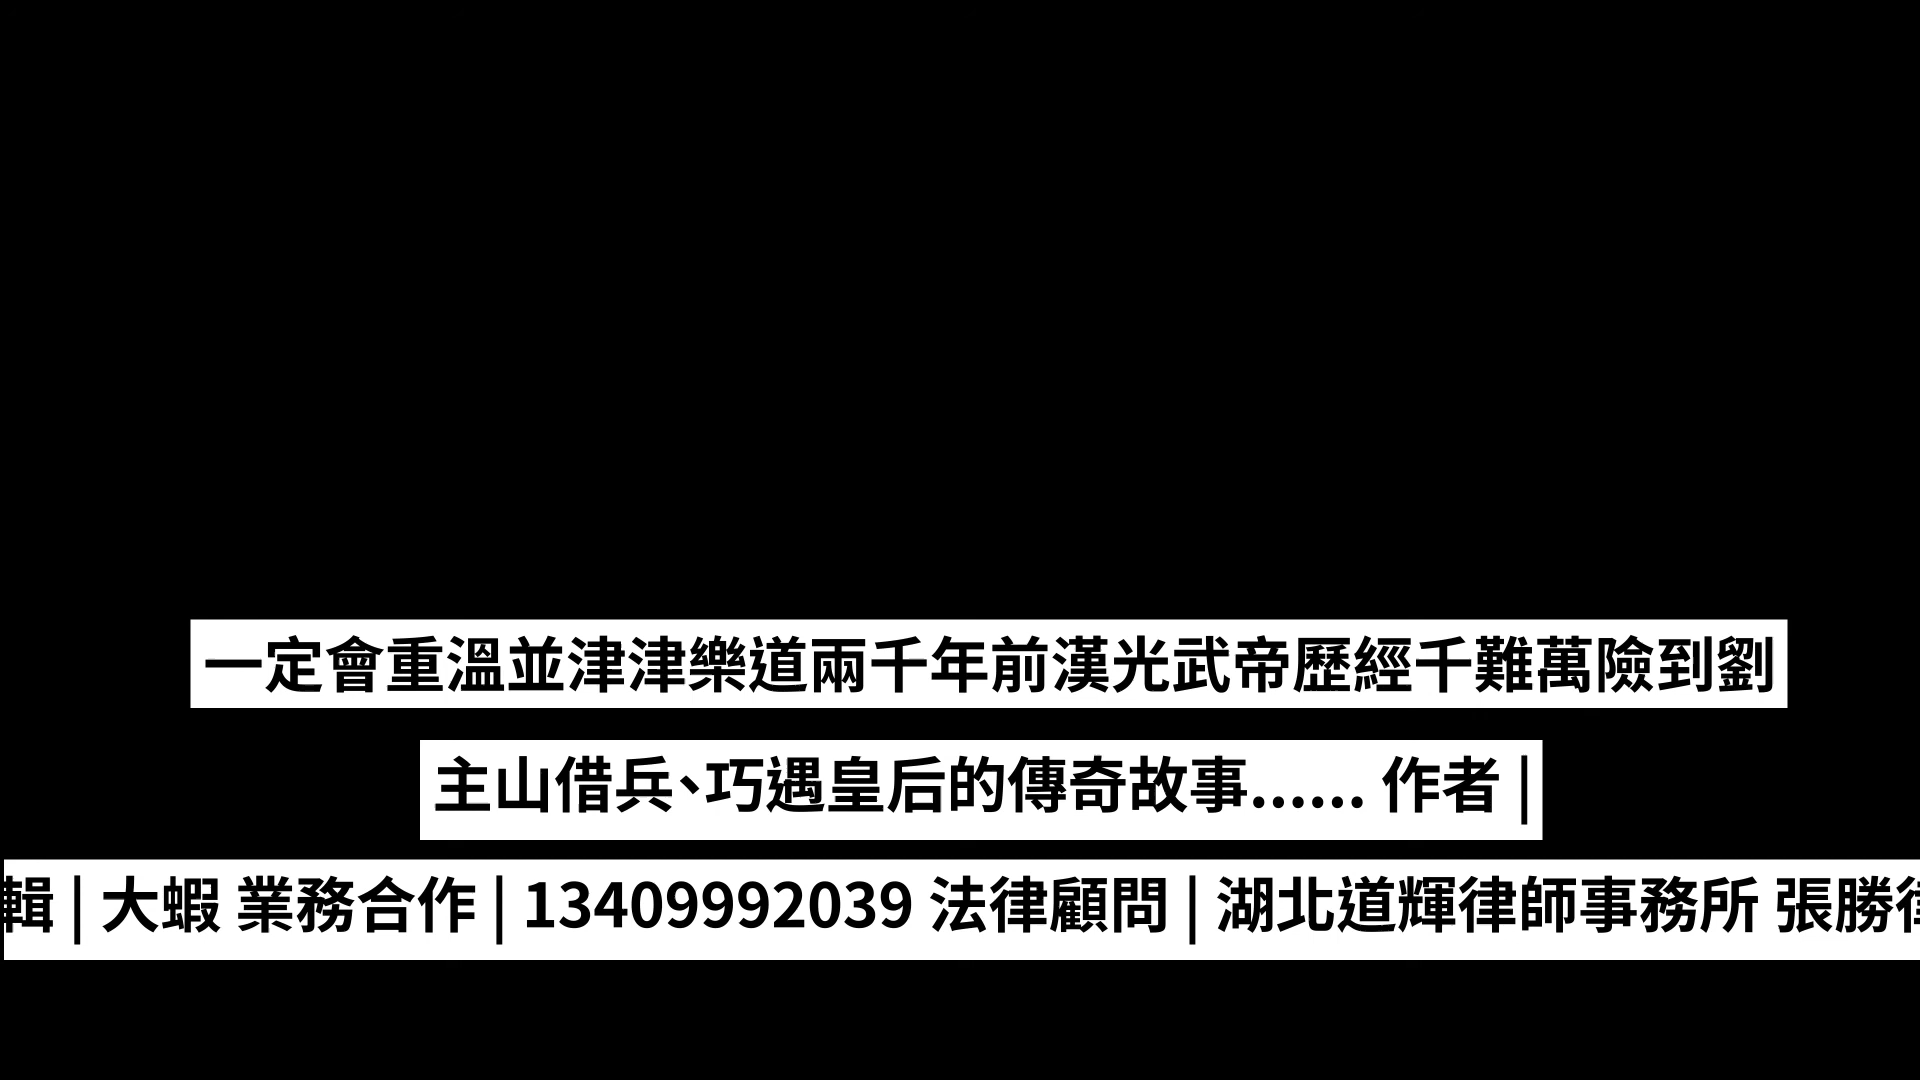 一定會重溫並津津樂道兩千年前漢光武帝歷經千難萬險到劉
主山借兵、巧遇皇后的傳奇故事…… 作者 |
輯 | 大蝦 業務合作 | 13409992039 法律顧問 | 湖北道輝律師事務所 張勝律